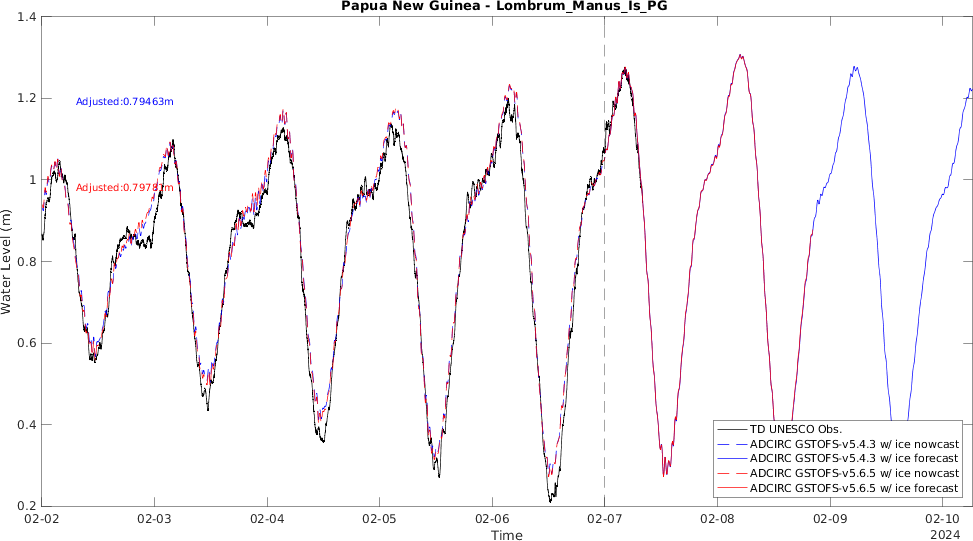 Papua New Guinea - Lombrum_Manus_Is_PG
1.4
1.2
1
0.8
0.6
0.4
0.2
Water Level (m)
Adjusted:0.79463m
02-02
02-03
02-04
02-05
02-06
02-07
02-08
02-09
02-10
2024
Time
TD UNESCO Obs.
ADCIRC GSTOFS-v5.4.3 w/ ice nowcast
ADCIRC GSTOFS-v5.4.3 w/ ice forecast
ADCIRC GSTOFS-v5.6.5 w/ ice nowcast
ADCIRC GSTOFS-v5.6.5 w/ ice forecast